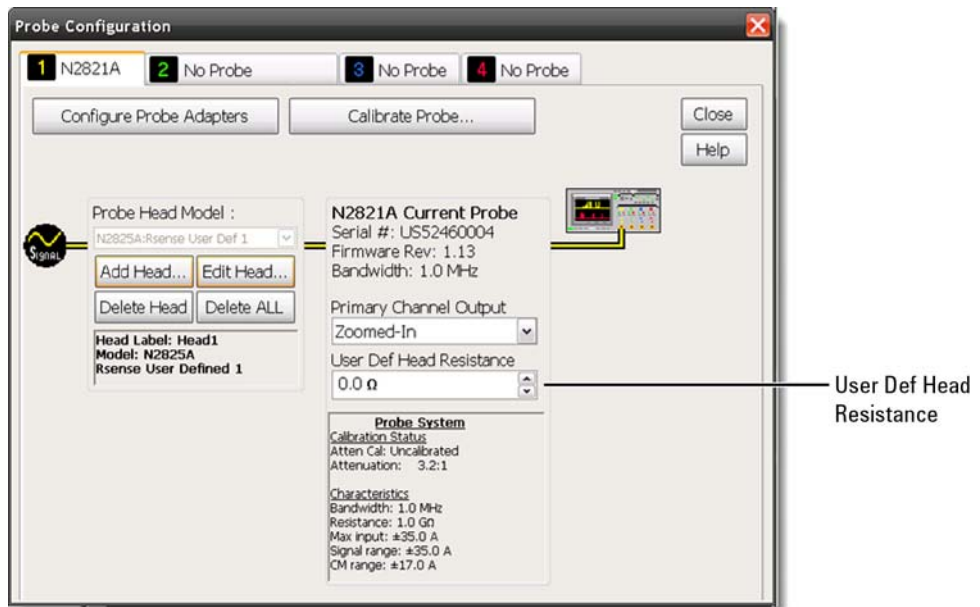 Probe Configuration
1 N2821A
2 No Probe
3 No Probe
4 No Probe
Configure Probe Adapters
Calibrate Probe...
Close
Help
Signal
Probe Head Model :
N2825A:Rsense User Def 1
Add Head...
Edit Head...
Delete Head
Delete ALL
Head Label: Head1
Model: N2825A
Rsense User Defined 1
N2821A Current Probe
Serial #: US52460004
Firmware Rev: 1.13
Bandwidth: 1.0 MHz
Primary Channel Output
Zoomed-In
User Def Head Resistance
0.0 Ω
Probe System
Calibration Status
Atten Cal: Uncalibrated
Attenuation: 3.2:1
Characteristics
Bandwidth: 1.0 MHz
Resistance: 1.0 GΩ
Max input: ±35.0 A
Signal range: ±35.0 A
CM range: ±17.0 A
User Def Head
Resistance